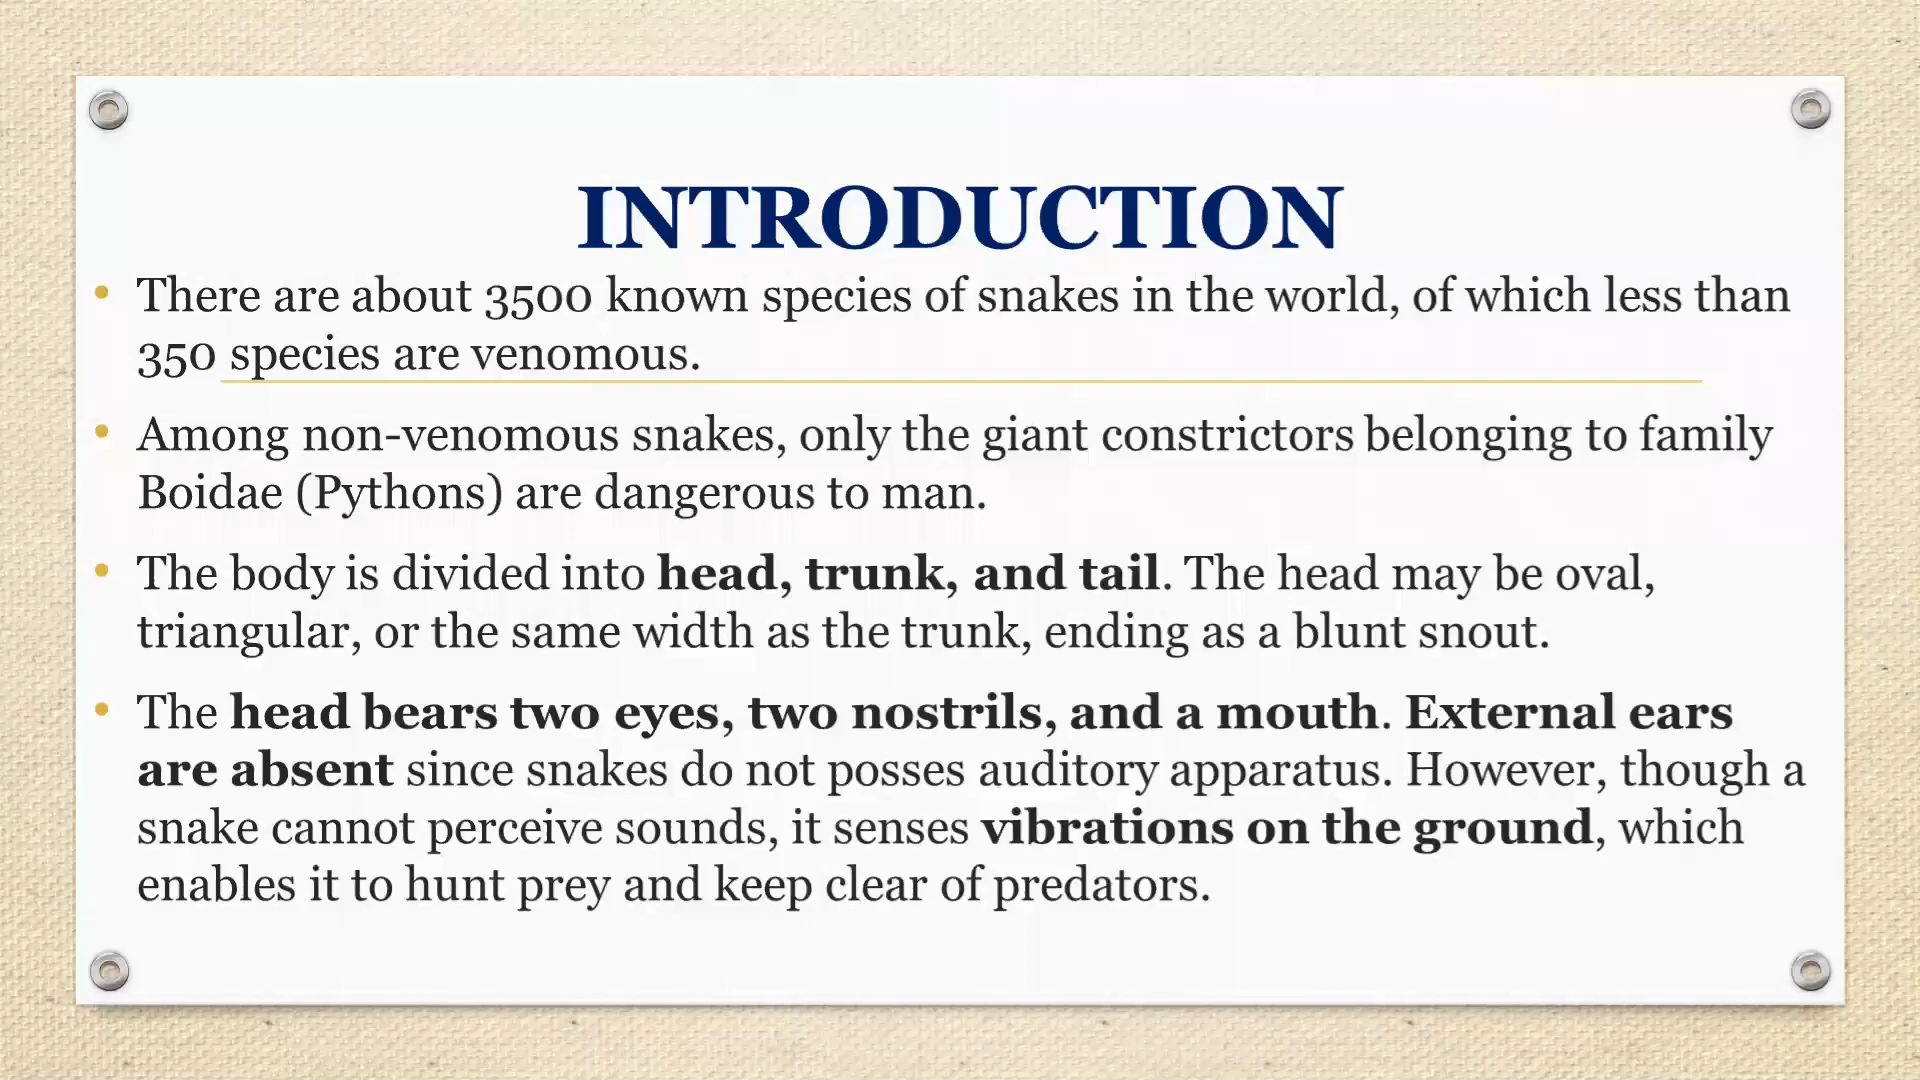 INTRODUCTION
• There are about 3500 known species of snakes in the world, of which less than
350 species are venomous.
• Among non-venomous snakes, only the giant constrictors belonging to family
Boidae (Pythons) are dangerous to man.
• The body is divided into head, trunk, and tail. The head may be oval,
triangular, or the same width as the trunk, ending as a blunt snout.
• The head bears two eyes, two nostrils, and a mouth. External ears
are absent since snakes do not posses auditory apparatus. However, though a
snake cannot perceive sounds, it senses vibrations on the ground, which
enables it to hunt prey and keep clear of predators.